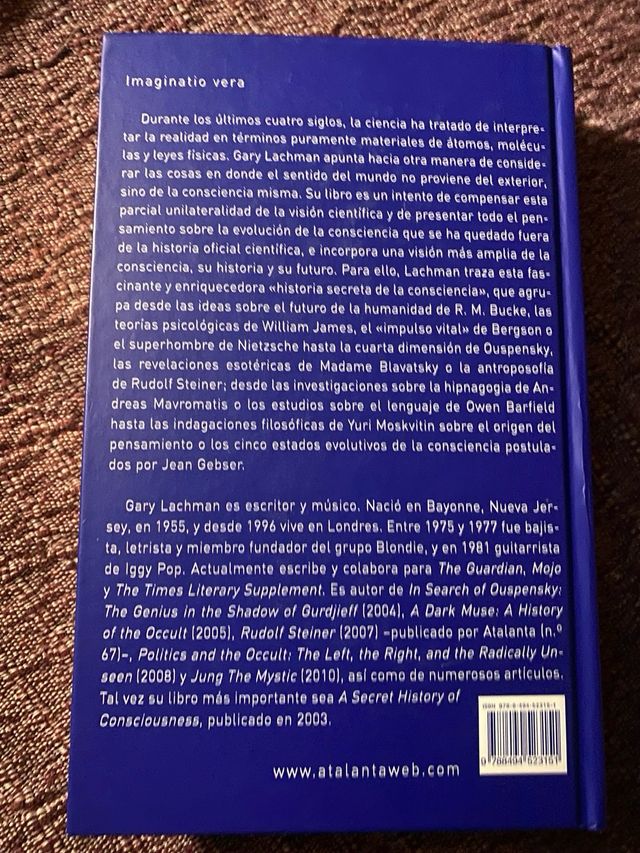 Imaginatio vera
Durante los últimos cuatro siglos, la ciencia ha tratado de interpre-
tar la realidad en términos puramente materiales de átomos, molécu-
las y leyes físicas. Gary Lachman apunta hacia otra manera de conside-
rar las cosas en donde el sentido del mundo no proviene del exterior,
sino de la consciencia misma. Su libro es un intento de compensar esta
parcial unilateralidad de la visión científica y de presentar todo el pen-
samiento sobre la evolución de la consciencia que se ha quedado fuera
de la historia oficial científica, e incorpora una visión más amplia de la
consciencia, su historia y su futuro. Para ello, Lachman traza esta fas-
cinante y enriquecedora «historia secreta de la consciencia», que agru-
pa desde las ideas sobre el futuro de la humanidad de R. M. Bucke, las
teorías psicológicas de William James, el «impulso vital» de Bergson o
el superhombre de Nietzsche hasta la cuarta dimensión de Ouspensky,
las revelaciones esotéricas de Madame Blavatsky o la antroposofía
de Rudolf Steiner; desde las investigaciones sobre la hipnagogia de An-
dreas Mavromatis o los estudios sobre el lenguaje de Owen Barfield
hasta las indagaciones filosóficas de Yuri Moskvitin sobre el origen del
pensamiento o los cinco estados evolutivos de la consciencia postula-
dos por Jean Gebser.
Gary Lachman es escritor y músico. Nació en Bayonne, Nueva Jer-
sey, en 1955, y desde 1996 vive en Londres. Entre 1975 y 1977 fue bajis-
ta, letrista y miembro fundador del grupo Blondie, y en 1981 guitarrista
de Iggy Pop. Actualmente escribe y colabora para The Guardian, Mojo
y The Times Literary Supplement. Es autor de In Search of Ouspensky:
The Genius in the Shadow of Gurdjieff (2004), A Dark Muse: A History
of the Occult (2005), Rudolf Steiner (2007) –publicado por Atalanta (n.º
67)–, Politics and the Occult: The Left, the Right, and the Radically Un-
seen (2008) y Jung The Mystic (2010), así como de numerosos artículos.
Tal vez su libro más importante sea A Secret History of
Consciousness, publicado en 2003.
ISBN 978-8-494-52315-1
9 788494 523151
www.atalantaweb.com